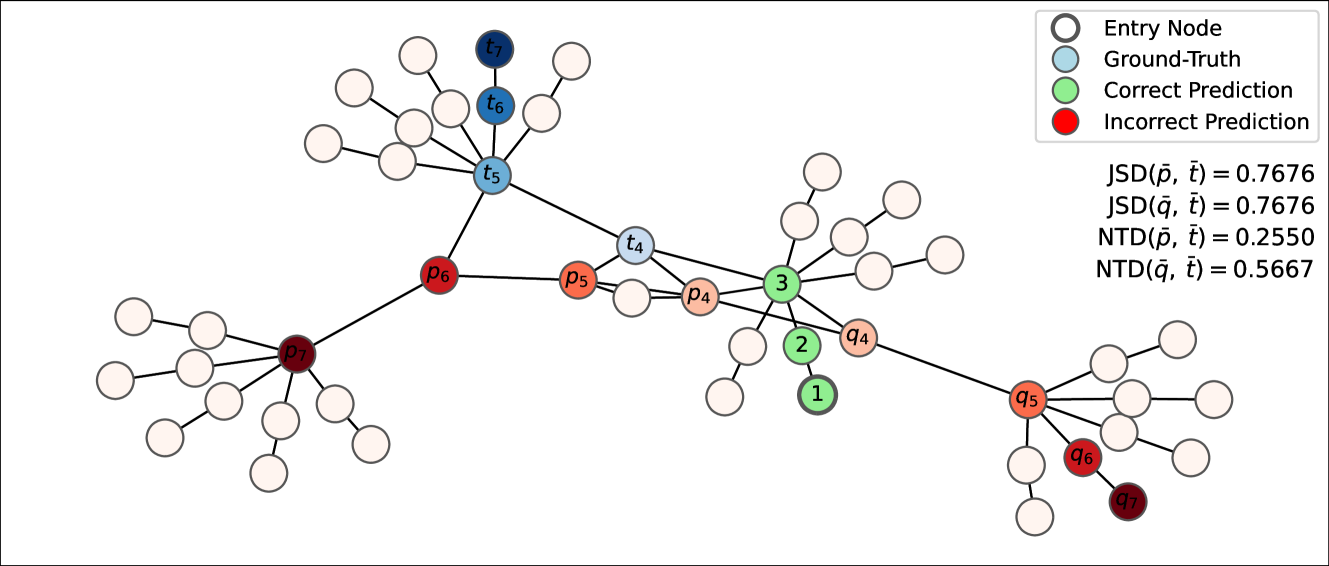 Entry Node
Ground-Truth
Correct Prediction
Incorrect Prediction
JSD(p̄, t̄) = 0.7676
JSD(q̄, t̄) = 0.7676
NTD(p̄, t̄) = 0.2550
NTD(q̄, t̄) = 0.5667
t₇
t₆
t₅
t₄
p₆
p₅
p₄
3
q₄
2
1
p₇
q₅
q₆
q₇